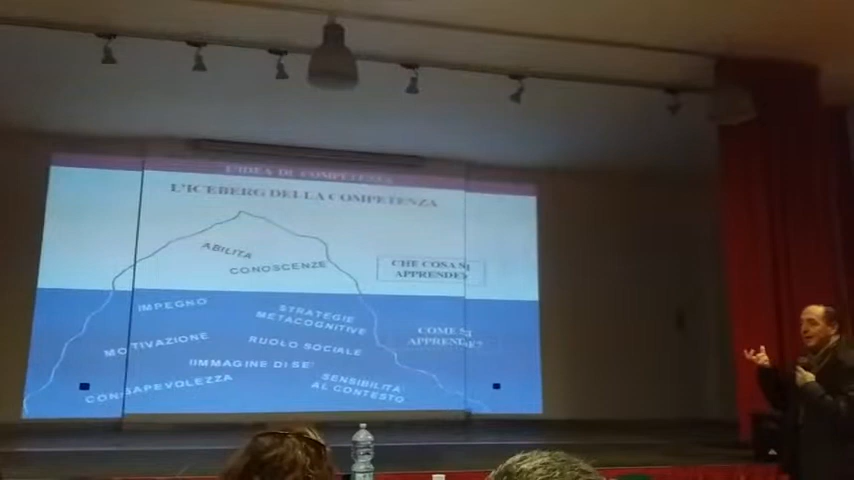 L'IDEA DI COMPETENZA
L'ICEBERG DELLA COMPETENZA
ABILITA'
CONOSCENZE
CHE COSA SI
APPRENDE?
IMPEGNO
STRATEGIE
METACOGNITIVE
MOTIVAZIONE
RUOLO SOCIALE
COME SI
APPRENDE?
IMMAGINE DI SE'
CONSAPEVOLEZZA
SENSIBILITA'
AL CONTESTO